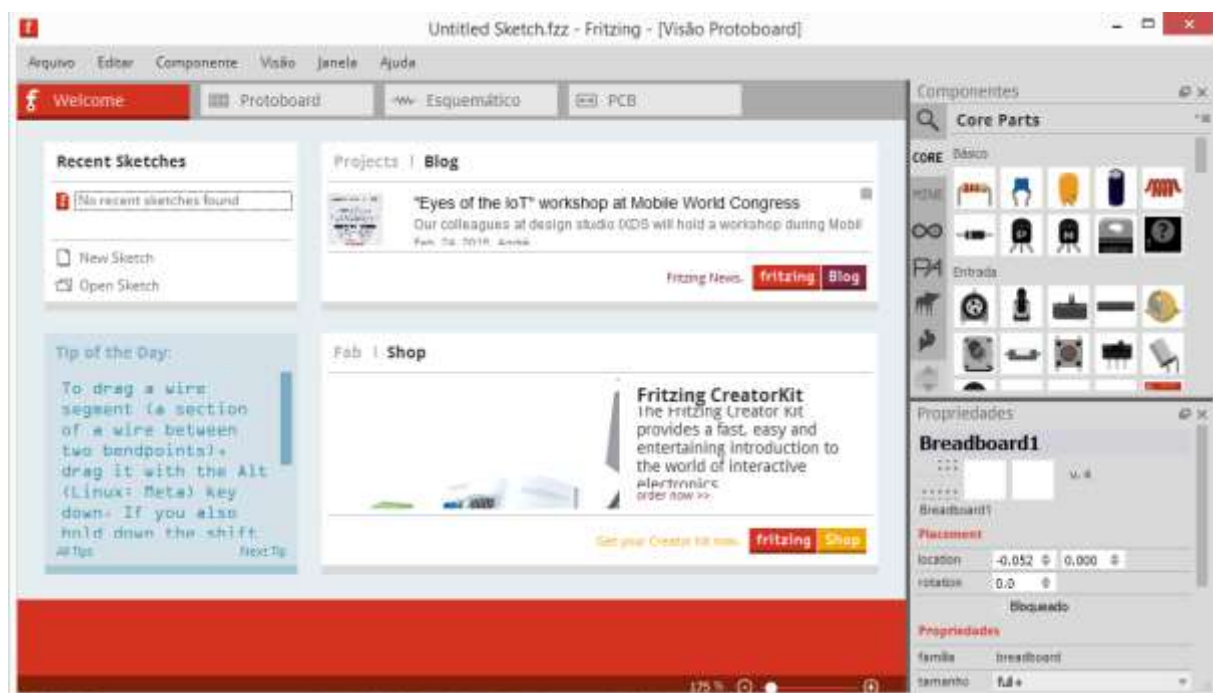 Untitled Sketch.fzz - Fritzing - [Visão Protoboard]
Arquivo Editar Componente Visão Janela Ajuda
Welcome Protoboard Esquemático PCB
Recent Sketches
No recent sketches found
New Sketch
Open Sketch
Projects | Blog
"Eyes of the IoT" workshop at Mobile World Congress
Our colleagues at design studio IXDS will hold a workshop during Mobil
Feb. 24, 2015, André
Fritzing News. fritzing Blog
Tip of the Day:
To drag a wire
segment (a section
of a wire between
two bendpoints),
drag it with the Alt
(Linux: Meta) key
down. If you also
hold down the shift
All Tips Next Tip
Fab | Shop
Fritzing CreatorKit
The Fritzing Creator Kit
provides a fast, easy and
entertaining introduction to
the world of interactive
electronics.
order now >>
Get your Creator Kit now. fritzing Shop
175 %
Componentes
Core Parts
CORE
MINE
Básico
Entrada
Propriedades
Breadboard1
v. 4
Breadboard1
Placement
location -0.052 0.000
rotation 0.0
Bloqueado
Propriedades
família breadboard
tamanho full+